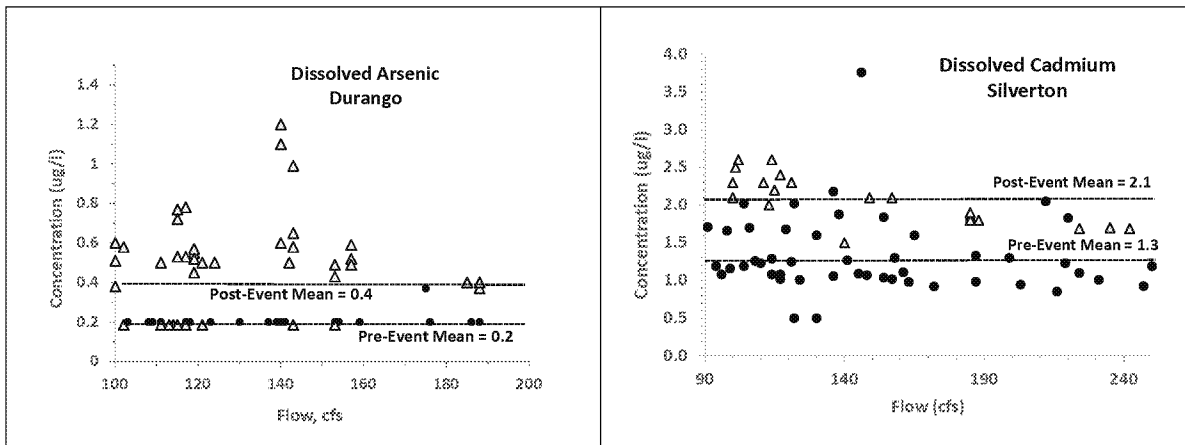 Dissolved Arsenic
Durango
Concentration (ug/l)
1.4
1.2
1
0.8
0.6
0.4
0.2
0
Post-Event Mean = 0.4
Pre-Event Mean = 0.2
100
120
140
160
180
200
Flow, cfs
Dissolved Cadmium
Silverton
Concentration (ug/l)
4.0
3.5
3.0
2.5
2.0
1.5
1.0
0.5
0.0
Post-Event Mean = 2.1
Pre-Event Mean = 1.3
90
140
190
240
Flow (cfs)